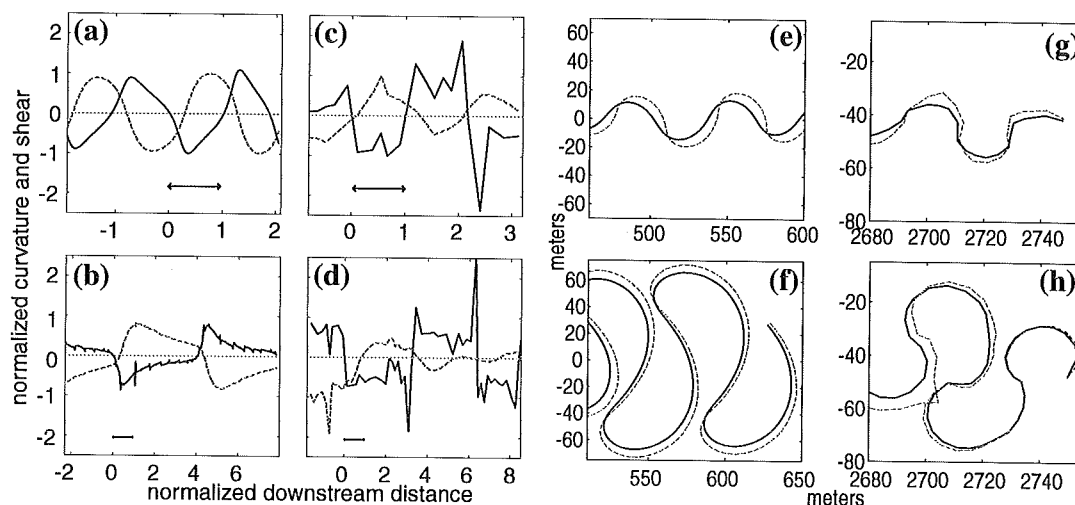 (a)
(c)
(e)
(g)
2
1
0
-1
-2
-1 0 1 2
0 1 2 3
60
40
20
0
-20
-40
-60
500 550 600
-20
-40
-60
-80
2680 2700 2720 2740
normalized curvature and shear
meters
(b)
(d)
(f)
(h)
2
1
0
-1
-2
-2 0 2 4 6
0 2 4 6 8
60
40
20
0
-20
-40
-60
550 600 650
-20
-40
-60
-80
2680 2700 2720 2740
normalized downstream distance
meters